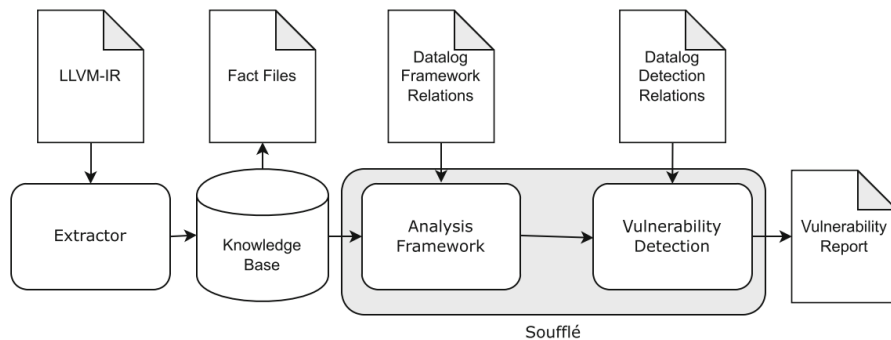 LLVM-IR
Fact Files
Datalog
Framework
Relations
Datalog
Detection
Relations
Extractor
Knowledge
Base
Analysis
Framework
Vulnerability
Detection
Vulnerability
Report
Soufflé